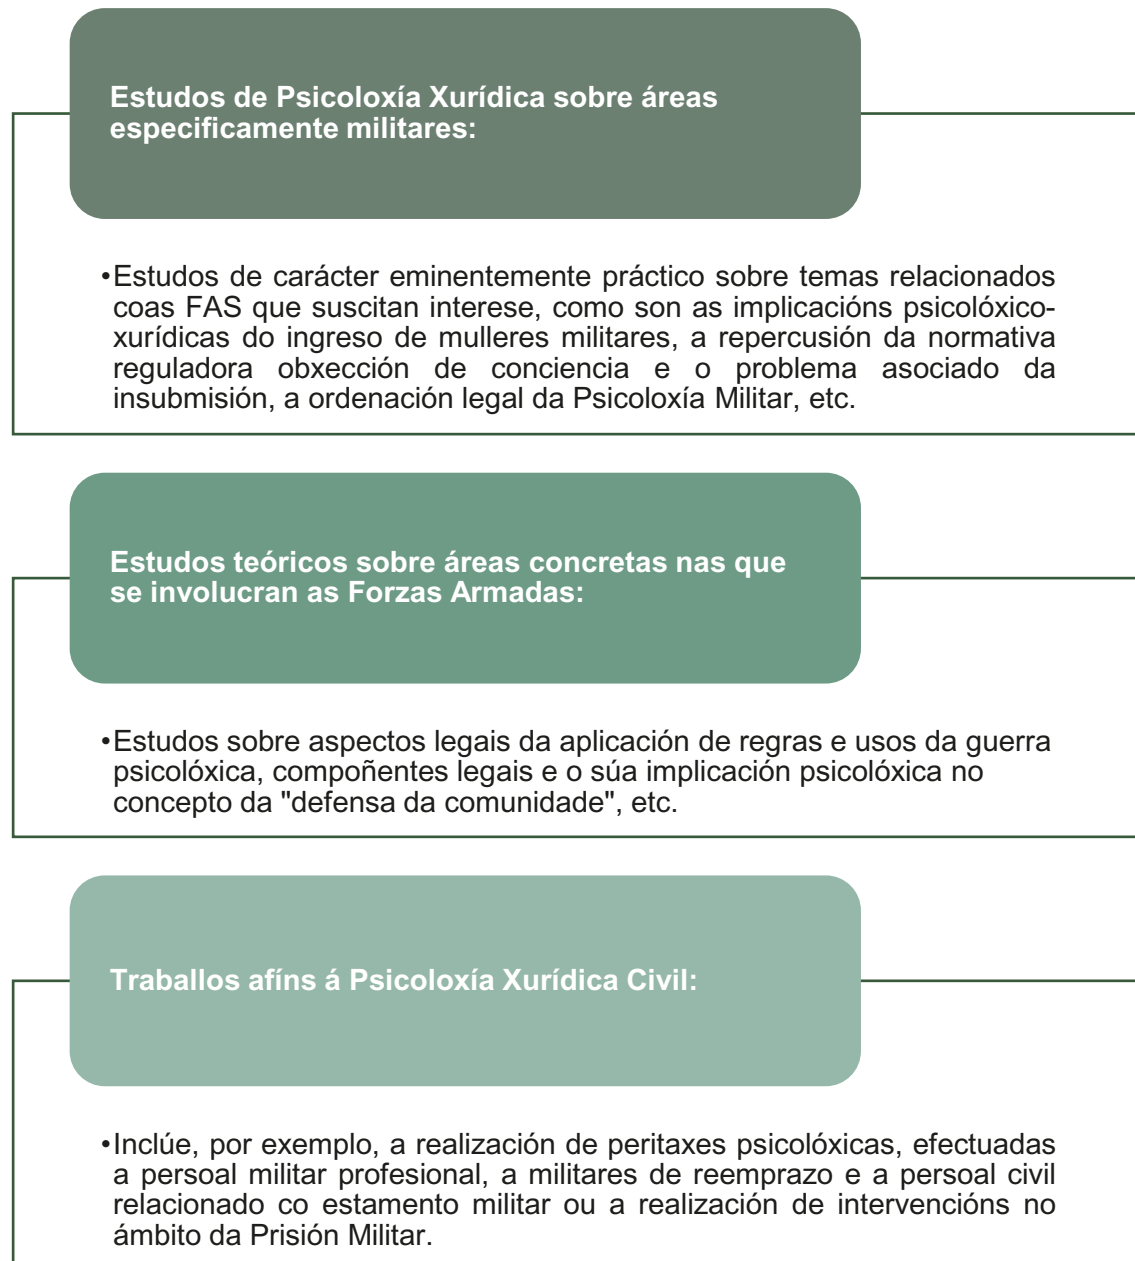 Estudos de Psicoloxía Xurídica sobre áreas
especificamente militares:
•Estudos de carácter eminentemente práctico sobre temas relacionados
coas FAS que suscitan interese, como son as implicacións psicolóxico-
xurídicas do ingreso de mulleres militares, a repercusión da normativa
reguladora obxección de conciencia e o problema asociado da
insubmisión, a ordenación legal da Psicoloxía Militar, etc.
Estudos teóricos sobre áreas concretas nas que
se involucran as Forzas Armadas:
•Estudos sobre aspectos legais da aplicación de regras e usos da guerra
psicolóxica, compoñentes legais e o súa implicación psicolóxica no
concepto da "defensa da comunidade", etc.
Traballos afíns á Psicoloxía Xurídica Civil:
•Inclúe, por exemplo, a realización de peritaxes psicolóxicas, efectuadas
a persoal militar profesional, a militares de reemprazo e a persoal civil
relacionado co estamento militar ou a realización de intervencións no
ámbito da Prisión Militar.